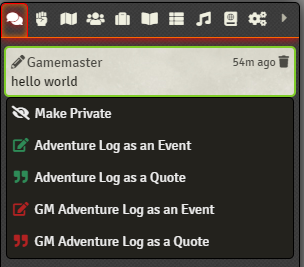 Gamemaster 54m ago
hello world
Make Private
Adventure Log as an Event
Adventure Log as a Quote
GM Adventure Log as an Event
GM Adventure Log as a Quote